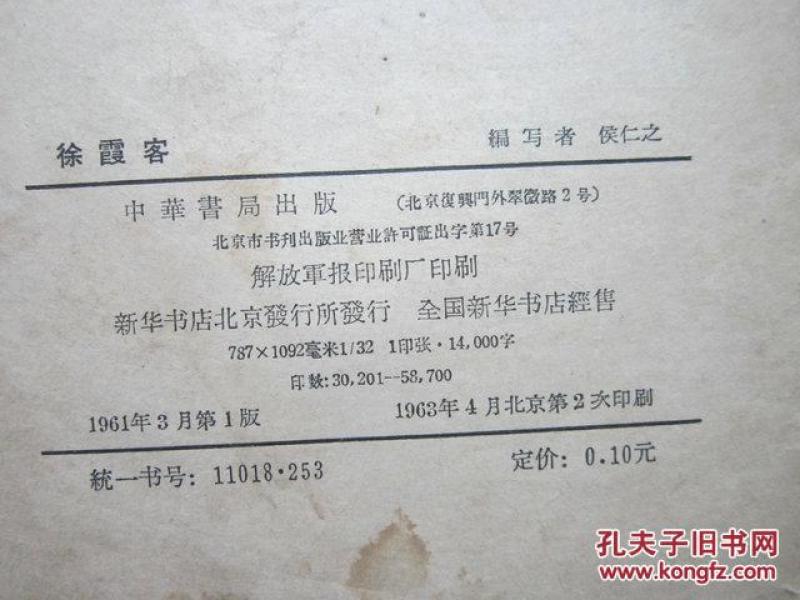 徐霞客 編写者 侯仁之
中華書局出版 (北京復興門外翠微路2号)
北京市书刊出版业营业許可証出字第17号
解放軍报印刷厂印刷
新华书店北京發行所發行 全国新华书店經售
787×1092毫米1/32 1印张·14,000字
印数:30,201—58,700
1961年3月第1版 1963年4月北京第2次印刷
統一书号: 11018·253 定价: 0.10元
孔夫子旧书网
www.kongfz.com